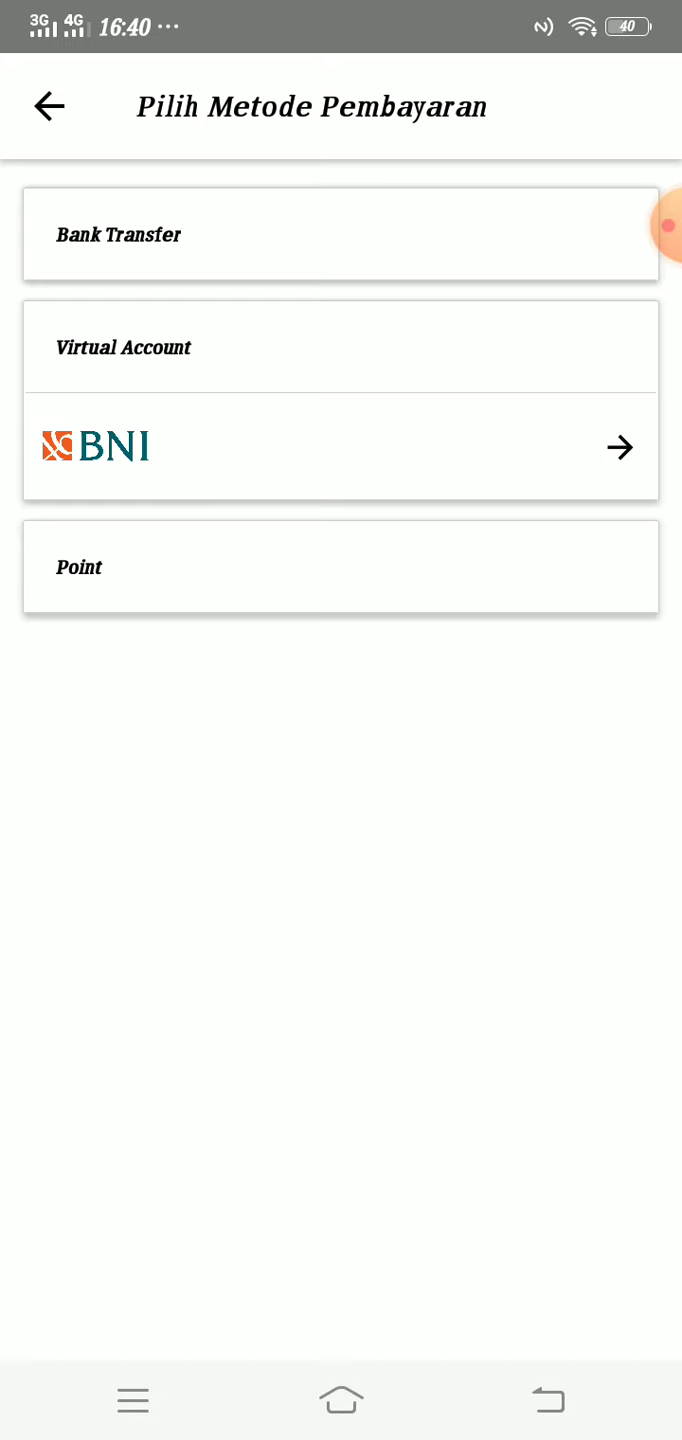 3G 4G 16:40 ... 40
Pilih Metode Pembayaran
Bank Transfer
Virtual Account
BNI
Point